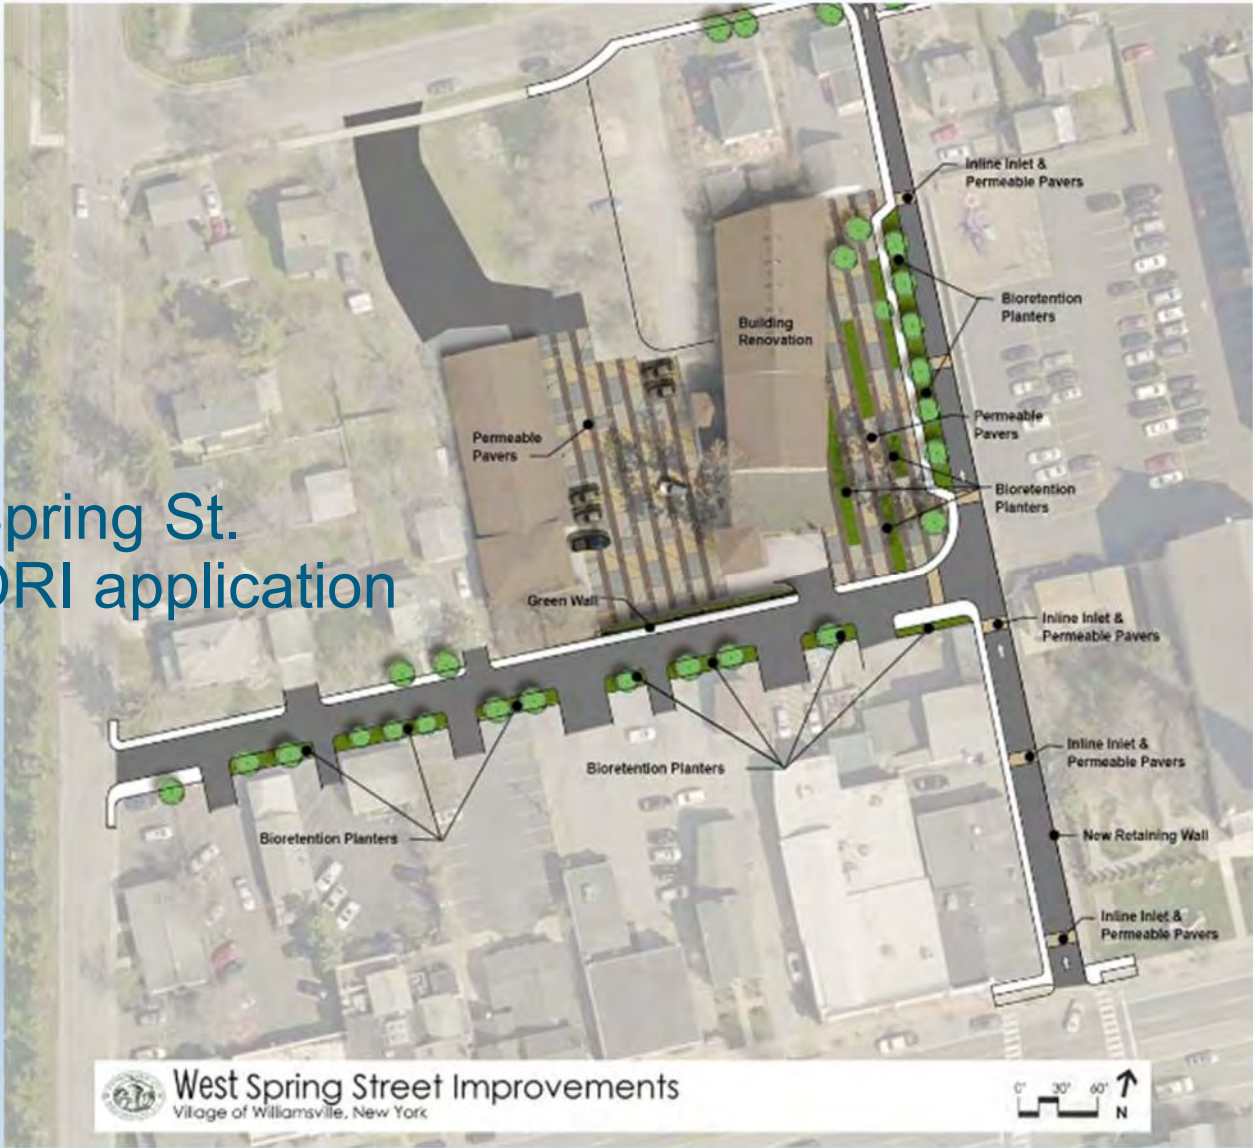 Inline Inlet &
Permeable Pavers
Bioretention
Planters
Building
Renovation
Permeable
Pavers
Permeable
Pavers
Bioretention
Planters
pring St.
RI application
Green Wall
Inline Inlet &
Permeable Pavers
Inline Inlet &
Permeable Pavers
Bioretention Planters
Bioretention Planters
New Retaining Wall
Inline Inlet &
Permeable Pavers
West Spring Street Improvements
Village of Williamsville, New York
0' 30' 60'
N